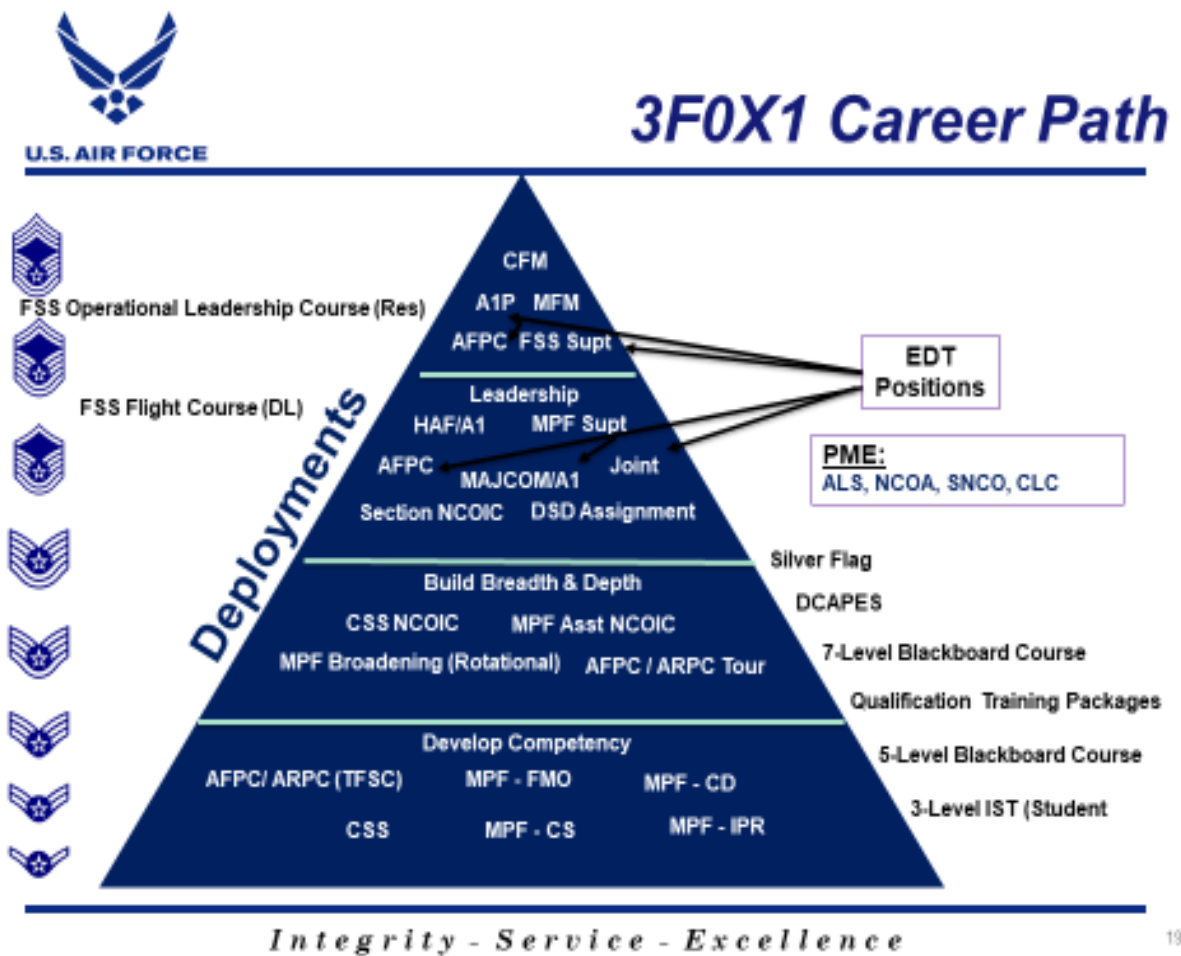 U.S. AIR FORCE
3F0X1 Career Path
CFM
A1P MFM
FSS Operational Leadership Course (Res)
AFPC FSS Supt
EDT
Positions
Leadership
FSS Flight Course (DL)
HAF/A1 MPF Supt
Deployments
AFPC MAJCOM/A1 Joint
PME:
ALS, NCOA, SNCO, CLC
Section NCOIC DSD Assignment
Silver Flag
Build Breadth & Depth
DCAPES
CSS NCOIC MPF Asst NCOIC
7-Level Blackboard Course
MPF Broadening (Rotational) AFPC / ARPC Tour
Qualification Training Packages
Develop Competency
5-Level Blackboard Course
AFPC/ ARPC (TFSC) MPF - FMO MPF - CD
3-Level IST (Student
CSS MPF - CS MPF - IPR
Integrity - Service - Excellence
19